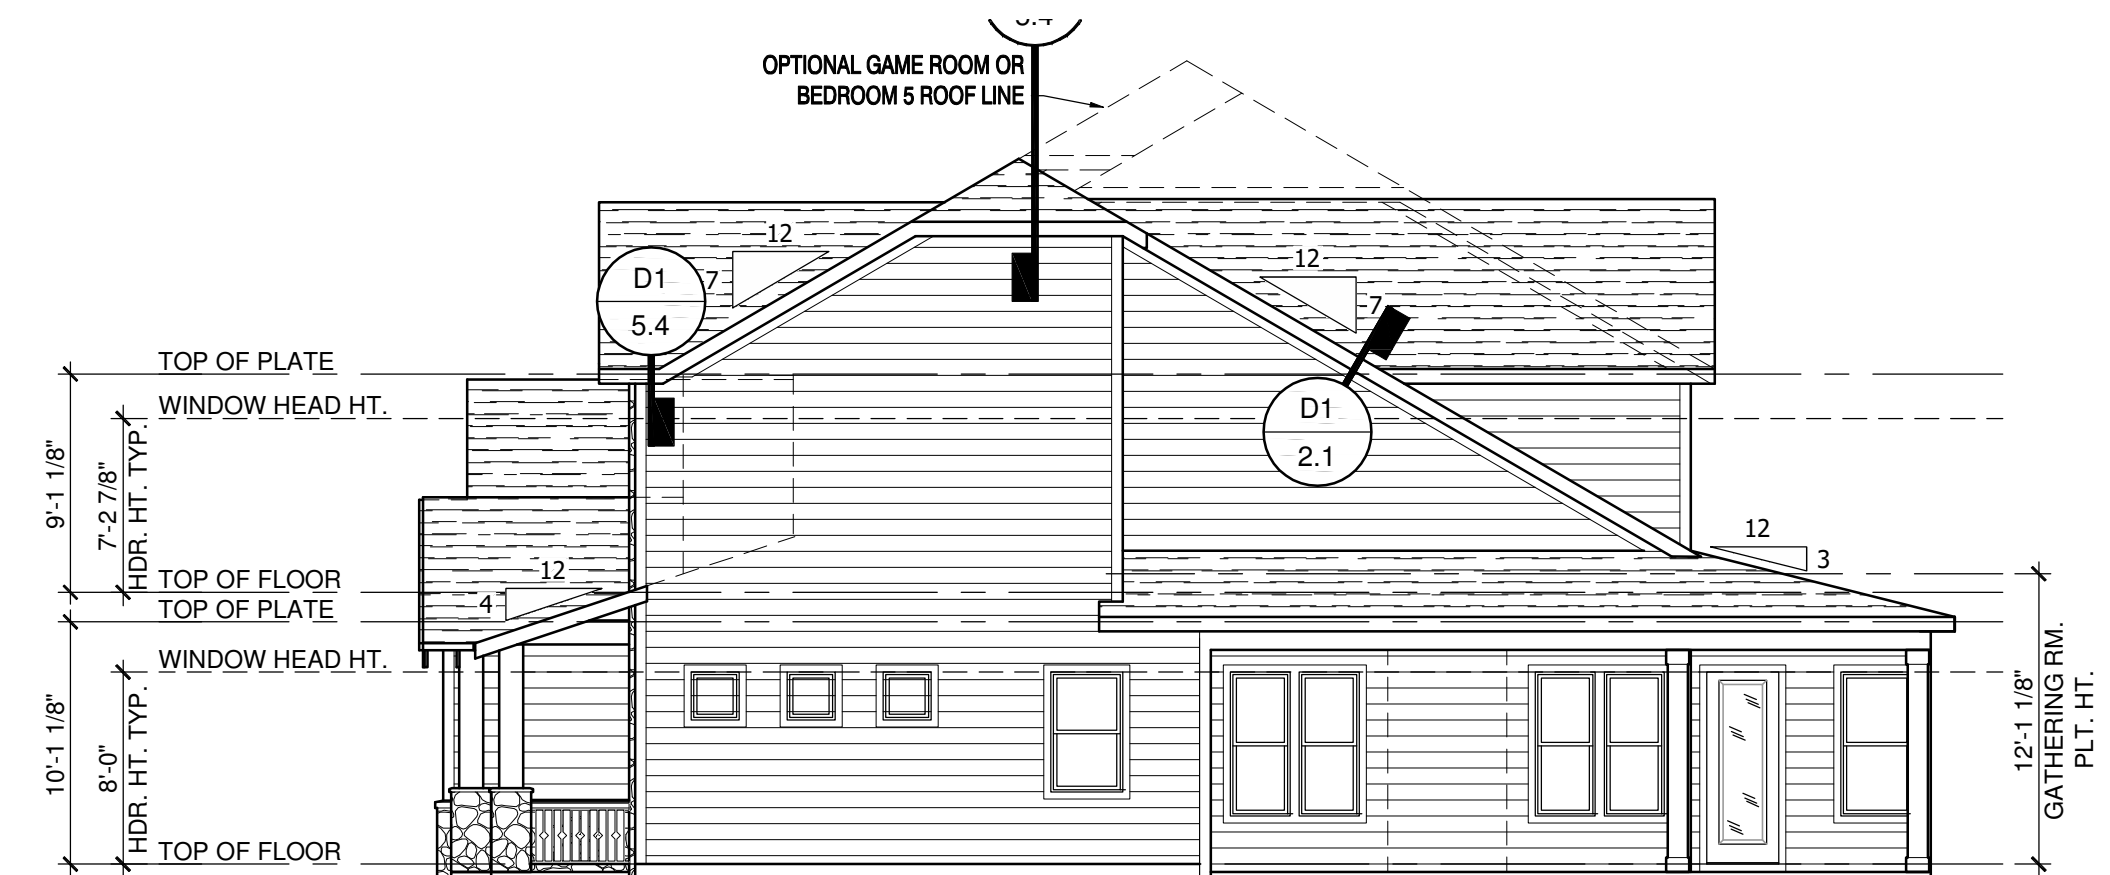 5.4
OPTIONAL GAME ROOM OR
BEDROOM 5 ROOF LINE
12
7
D1
5.4
12
7
D1
2.1
TOP OF PLATE
WINDOW HEAD HT.
9'-1 1/8"
7'-2 7/8"
HDR. HT. TYP.
TOP OF FLOOR
TOP OF PLATE
12
4
12
3
WINDOW HEAD HT.
10'-1 1/8"
8'-0"
HDR. HT. TYP.
TOP OF FLOOR
12'-1 1/8"
GATHERING RM.
PLT. HT.